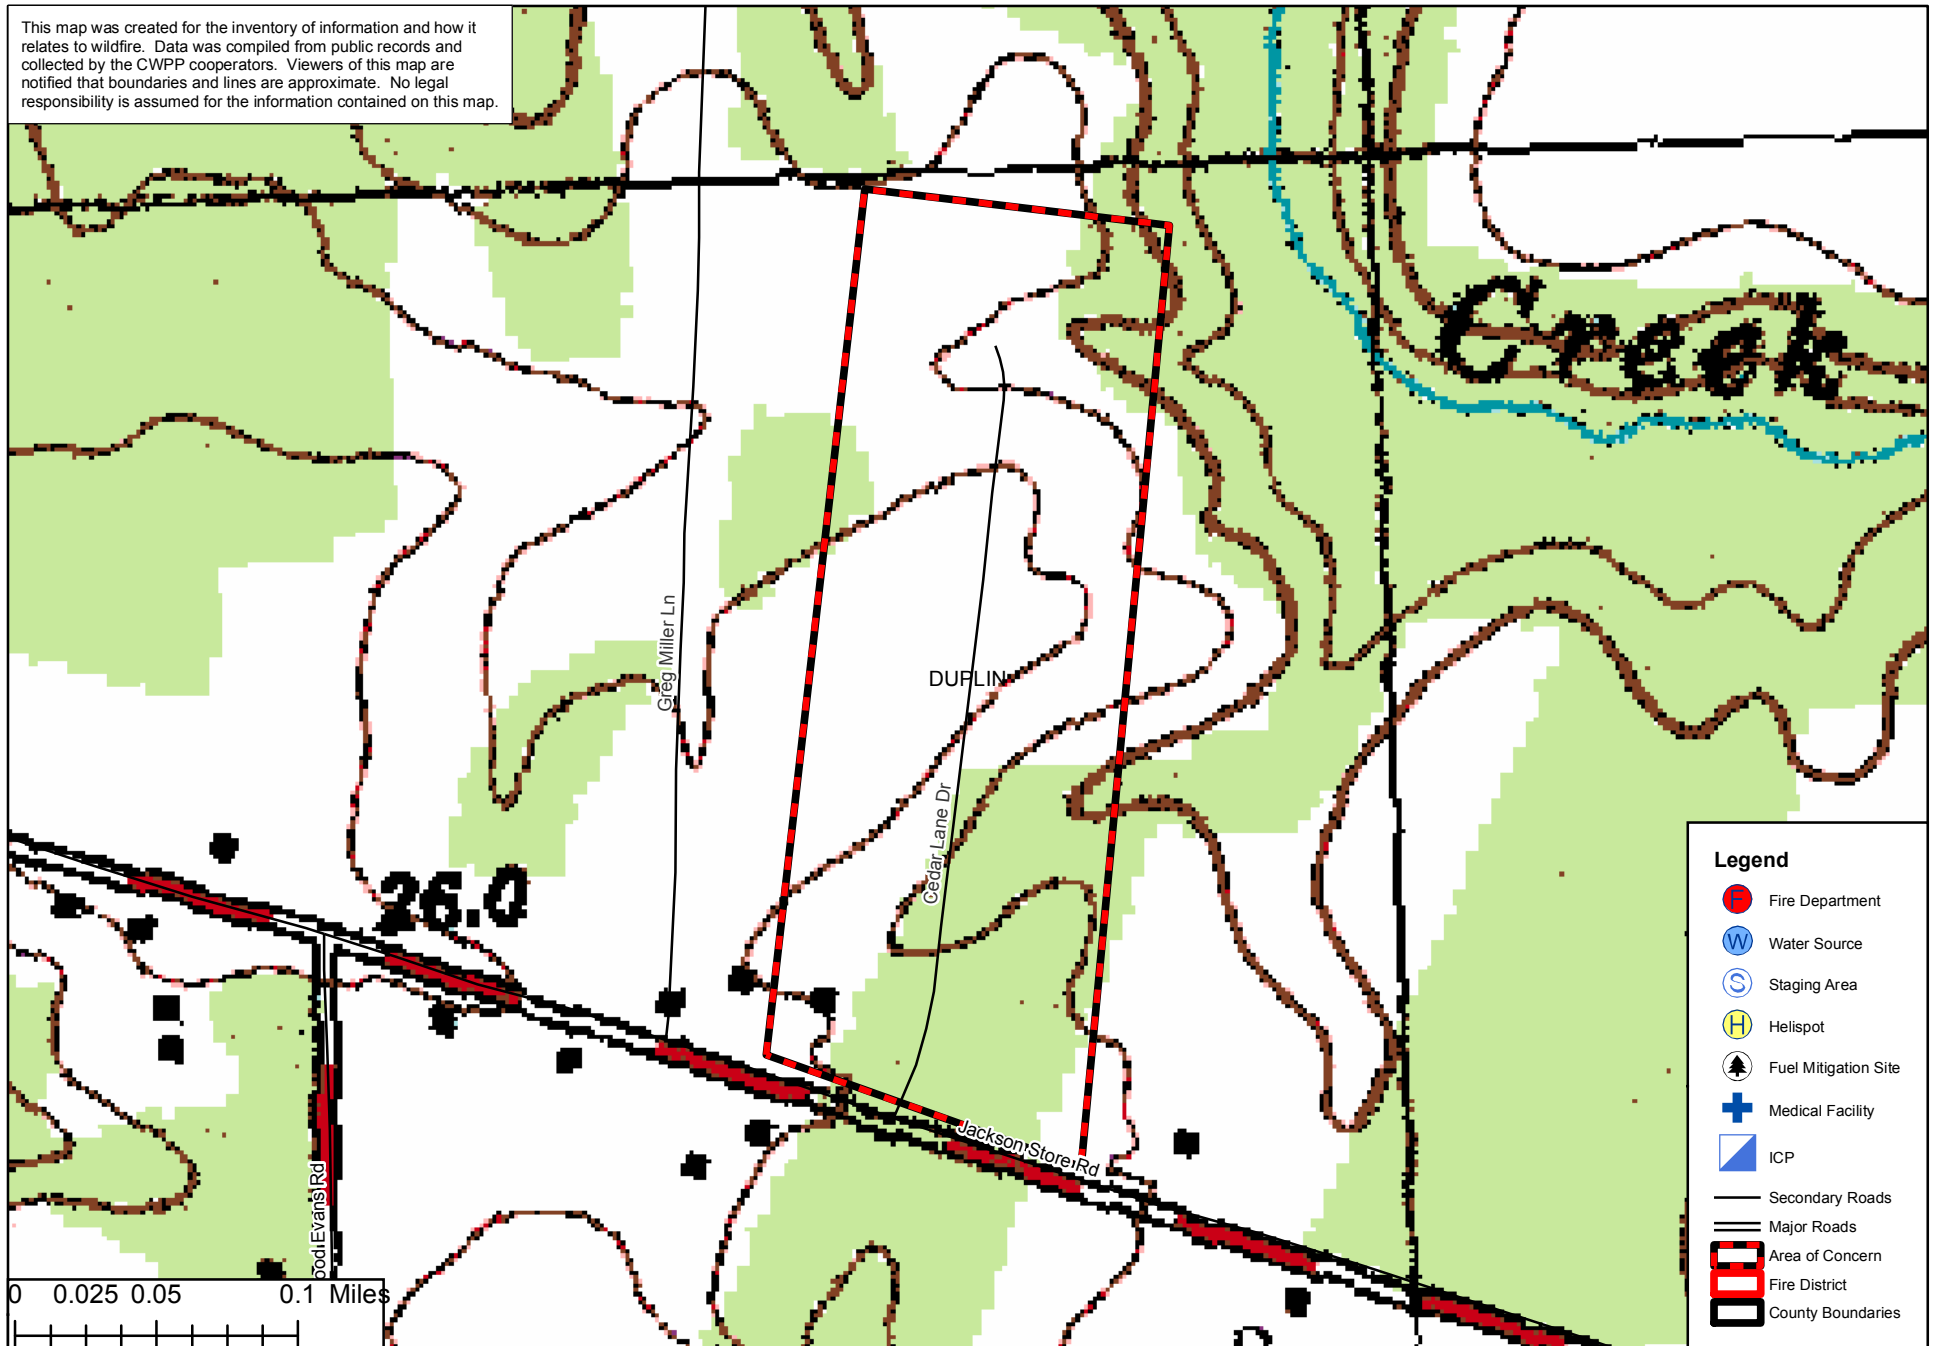 This map was created for the inventory of information and how it
relates to wildfire. Data was compiled from public records and
collected by the CWPP cooperators. Viewers of this map are
notified that boundaries and lines are approximate. No legal
responsibility is assumed for the information contained on this map.
Creek
Greg Miller Ln
DUPLIN
Cedar Lane Dr
26.0
Jackson Store Rd
ood Evans Rd
Legend
F Fire Department
W Water Source
S Staging Area
H Helispot
Fuel Mitigation Site
Medical Facility
ICP
Secondary Roads
Major Roads
Area of Concern
Fire District
County Boundaries
0 0.025 0.05 0.1 Miles